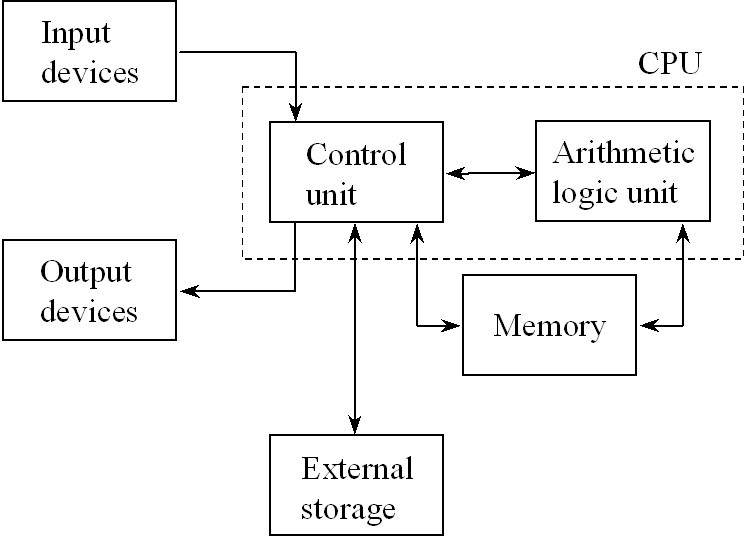 Input
devices
CPU
Control
unit
Arithmetic
logic unit
Output
devices
Memory
External
storage